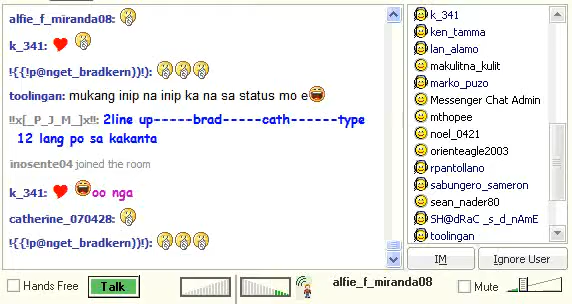 alfie_f_miranda08:
k_341:
!{{!p@nget_bradkern))!):
toolingan: mukang inip na inip ka na sa status mo e
!!x[_P_J_M_]x!!: 2line up-----brad-----cath------type
12 lang po sa kakanta
inosente04 joined the room
k_341: oo nga
catherine_070428:
!{{!p@nget_bradkern))!):
k_341
ken_tamma
lan_alamo
makulitna_kulit
marko_puzo
Messenger Chat Admin
mthopee
noel_0421
orienteagle2003
rpantollano
sabungero_sameron
sean_nader80
SH@dRaC _s_d_nAmE
toolingan
IM
Ignore User
Hands Free
Talk
alfie_f_miranda08
Mute